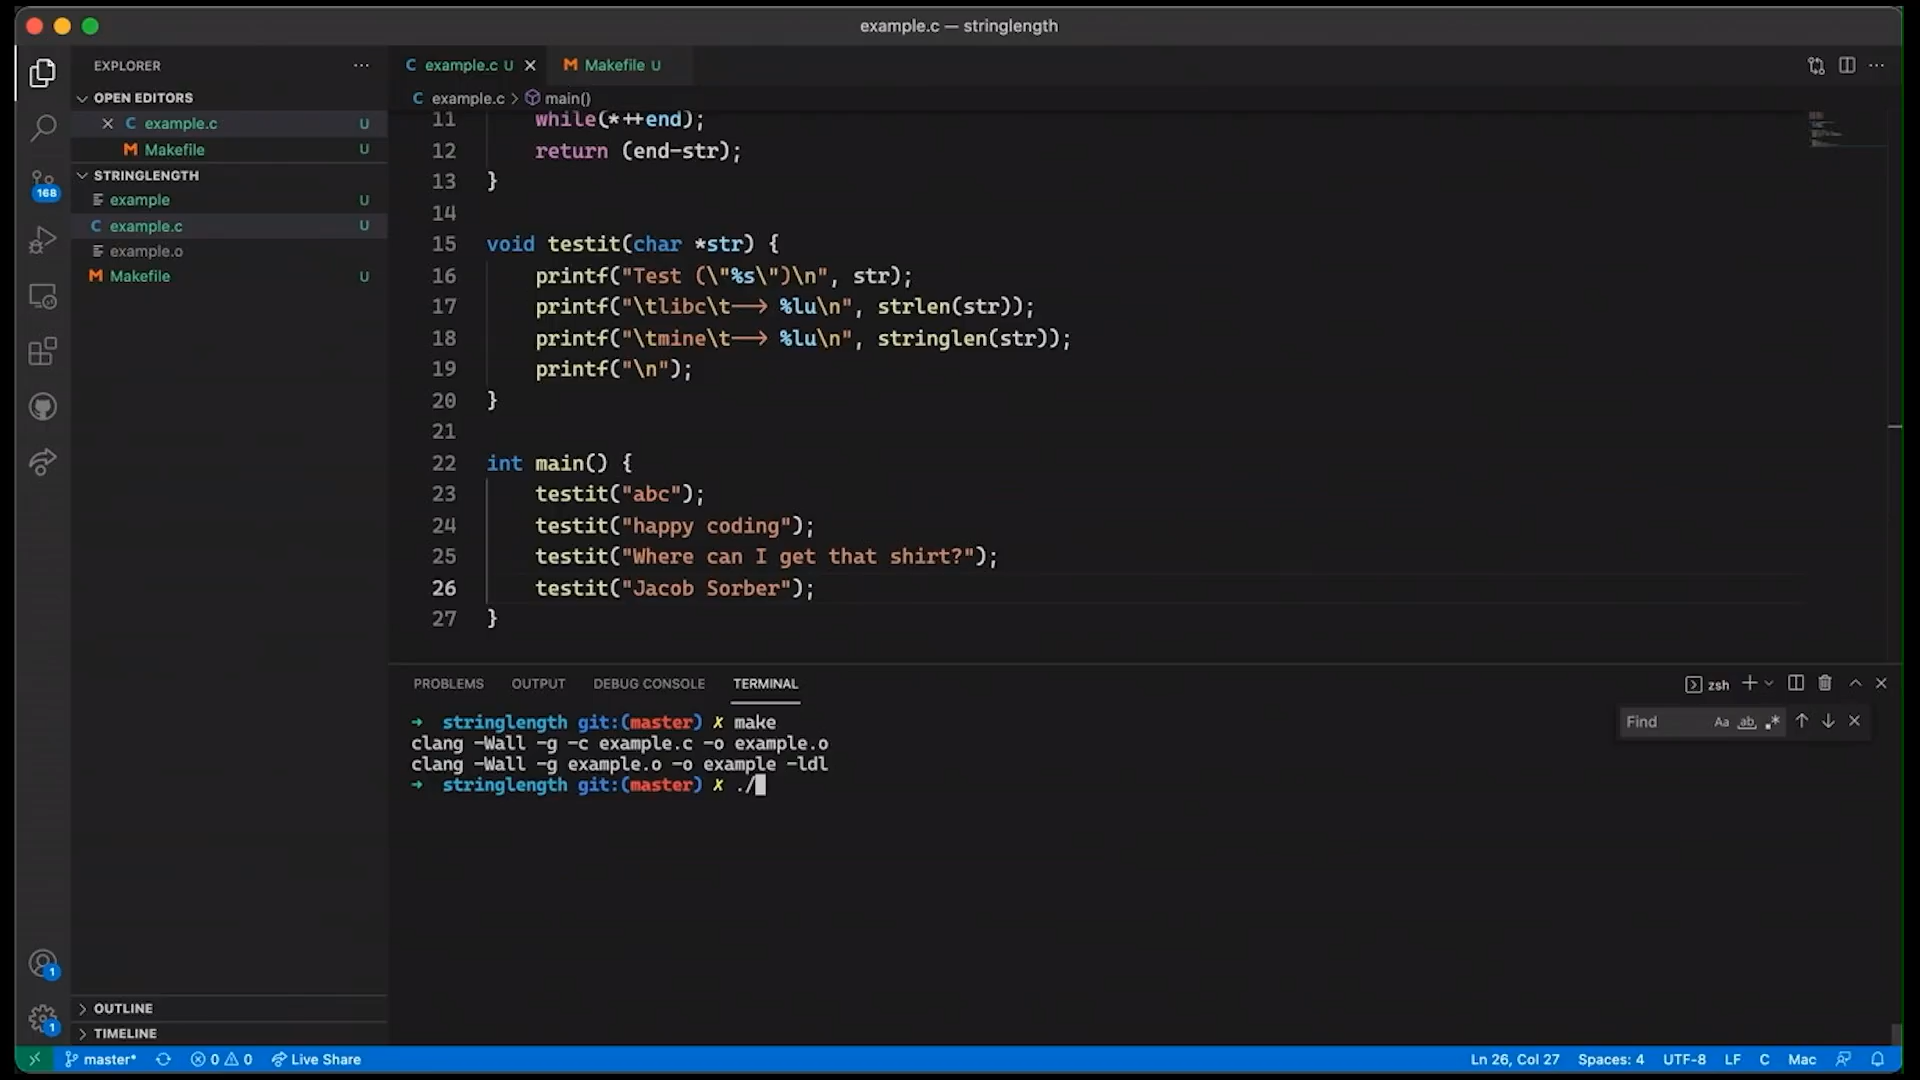 example.c — stringlength
EXPLORER
OPEN EDITORS
example.c U
Makefile U
STRINGLENGTH
example U
example.c U
example.o
Makefile U
OUTLINE
TIMELINE
168
1
1
example.c U
Makefile U
example.c > main()
11 while(*++end);
12 return (end-str);
13 }
14
15 void testit(char *str) {
16 printf("Test (\"%s\")\n", str);
17 printf("\tlibc\t--> %lu\n", strlen(str));
18 printf("\tmine\t--> %lu\n", stringlen(str));
19 printf("\n");
20 }
21
22 int main() {
23 testit("abc");
24 testit("happy coding");
25 testit("Where can I get that shirt?");
26 testit("Jacob Sorber");
27 }
PROBLEMS OUTPUT DEBUG CONSOLE TERMINAL
zsh
Find Aa ab
→ stringlength git:(master) ✗ make
clang -Wall -g -c example.c -o example.o
clang -Wall -g example.o -o example -ldl
→ stringlength git:(master) ✗ ./
master* 0 0 Live Share Ln 26, Col 27 Spaces: 4 UTF-8 LF C Mac